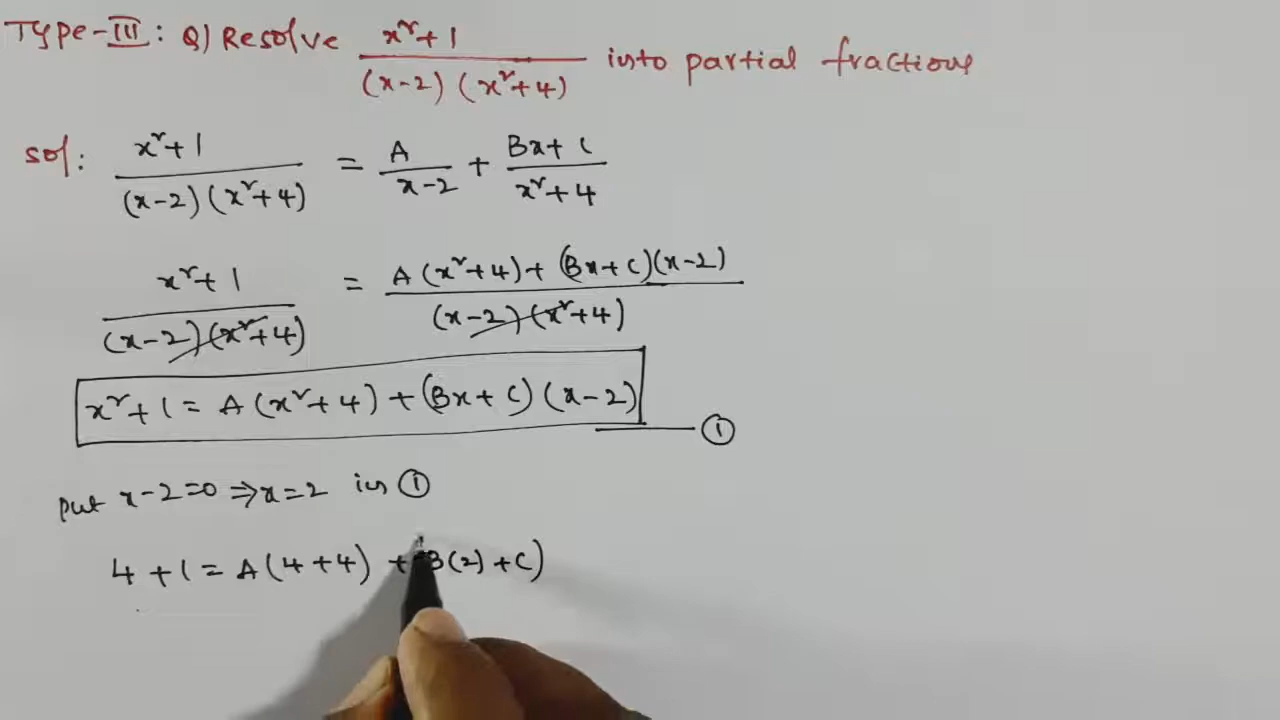 Type-III: Q) Resolve x²+1 / (x-2) (x²+4) into partial fractions
Sol: x²+1 / (x-2)(x²+4) = A / x-2 + Bx+C / x²+4
x²+1 / (x-2)(x²+4) = A(x²+4)+(Bx+C)(x-2) / (x-2)(x²+4)
x²+1 = A(x²+4)+(Bx+C)(x-2) ①
put x-2=0 ⇒ x=2 in ①
4+1 = A(4+4) + B(2)+C)